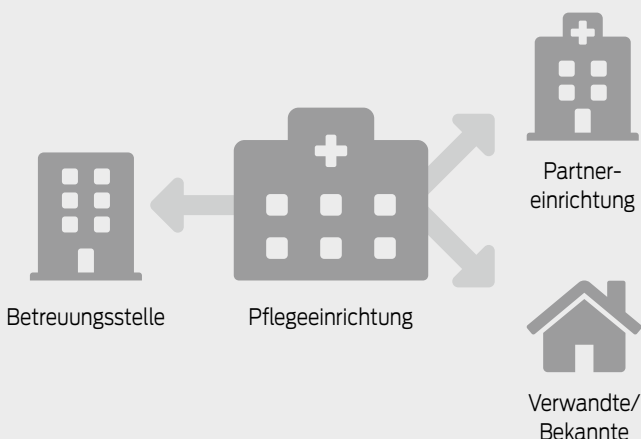 Partner-
einrichtung
Betreuungsstelle
Pflegeeinrichtung
Verwandte/
Bekannte